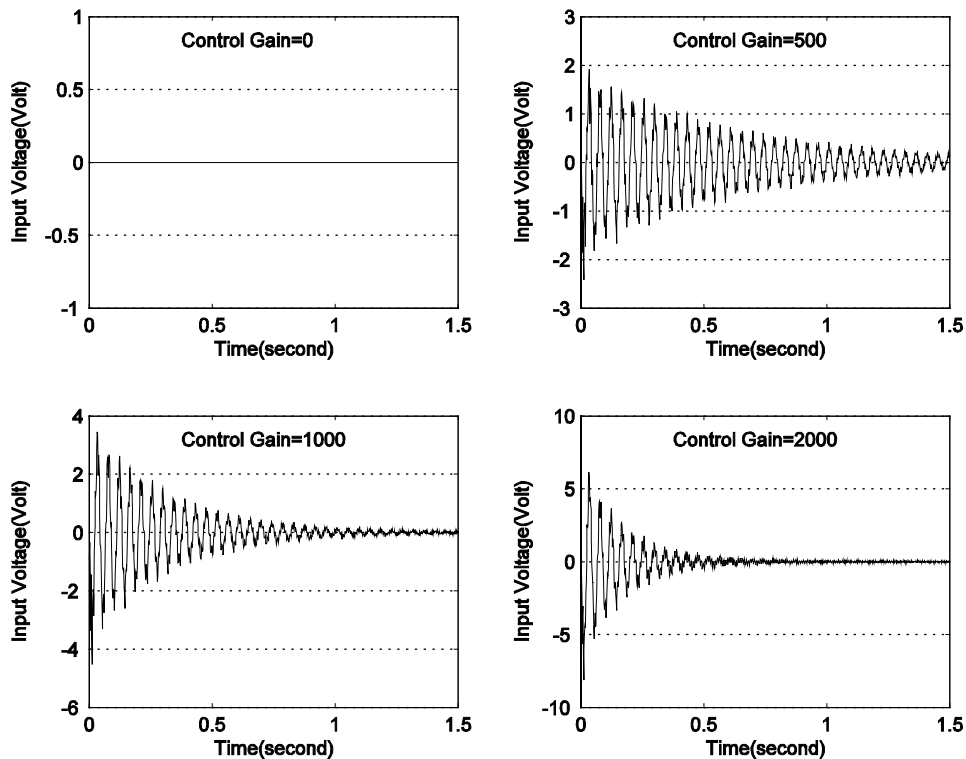 Control Gain=0
Input Voltage(Volt)
1
0.5
0
-0.5
-1
0 0.5 1 1.5
Time(second)
Control Gain=500
Input Voltage(Volt)
3
2
1
0
-1
-2
-3
0 0.5 1 1.5
Time(second)
Control Gain=1000
Input Voltage(Volt)
4
2
0
-2
-4
-6
0 0.5 1 1.5
Time(second)
Control Gain=2000
Input Voltage(Volt)
10
5
0
-5
-10
0 0.5 1 1.5
Time(second)